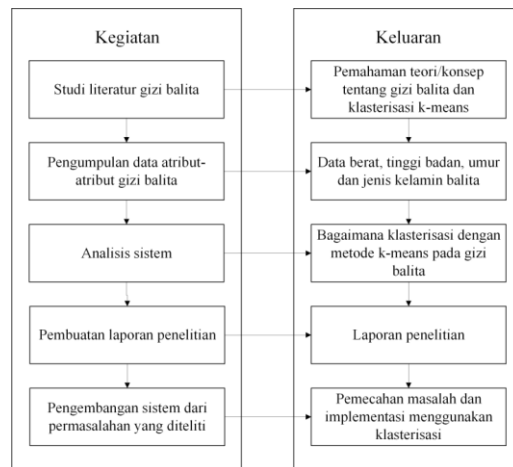 Kegiatan
Keluaran
Studi literatur gizi balita
Pemahaman teori/konsep
tentang gizi balita dan
klasterisasi k-means
Pengumpulan data atribut-
atribut gizi balita
Data berat, tinggi badan, umur
dan jenis kelamin balita
Analisis sistem
Bagaimana klasterisasi dengan
metode k-means pada gizi
balita
Pembuatan laporan penelitian
Laporan penelitian
Pengembangan sistem dari
permasalahan yang diteliti
Pemecahan masalah dan
implementasi menggunakan
klasterisasi